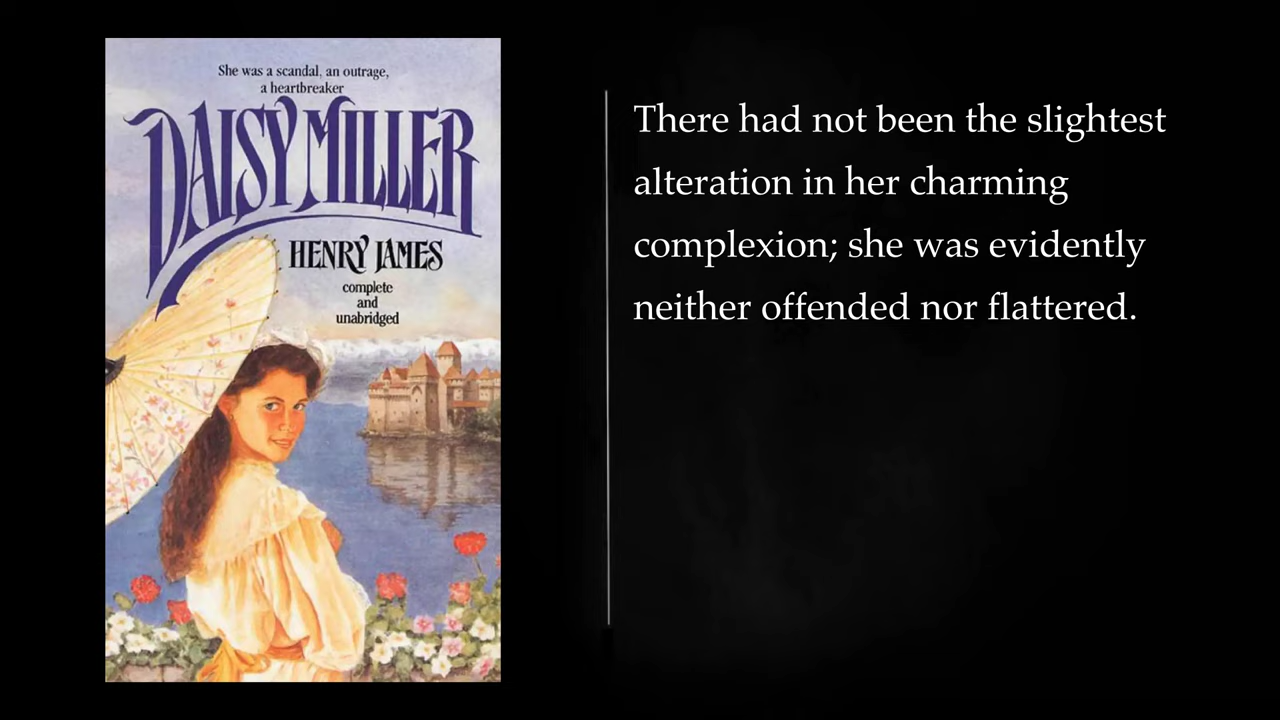 She was a scandal, an outrage,
a heartbreaker
DAISY MILLER
HENRY JAMES
complete
and
unabridged
There had not been the slightest
alteration in her charming
complexion; she was evidently
neither offended nor flattered.